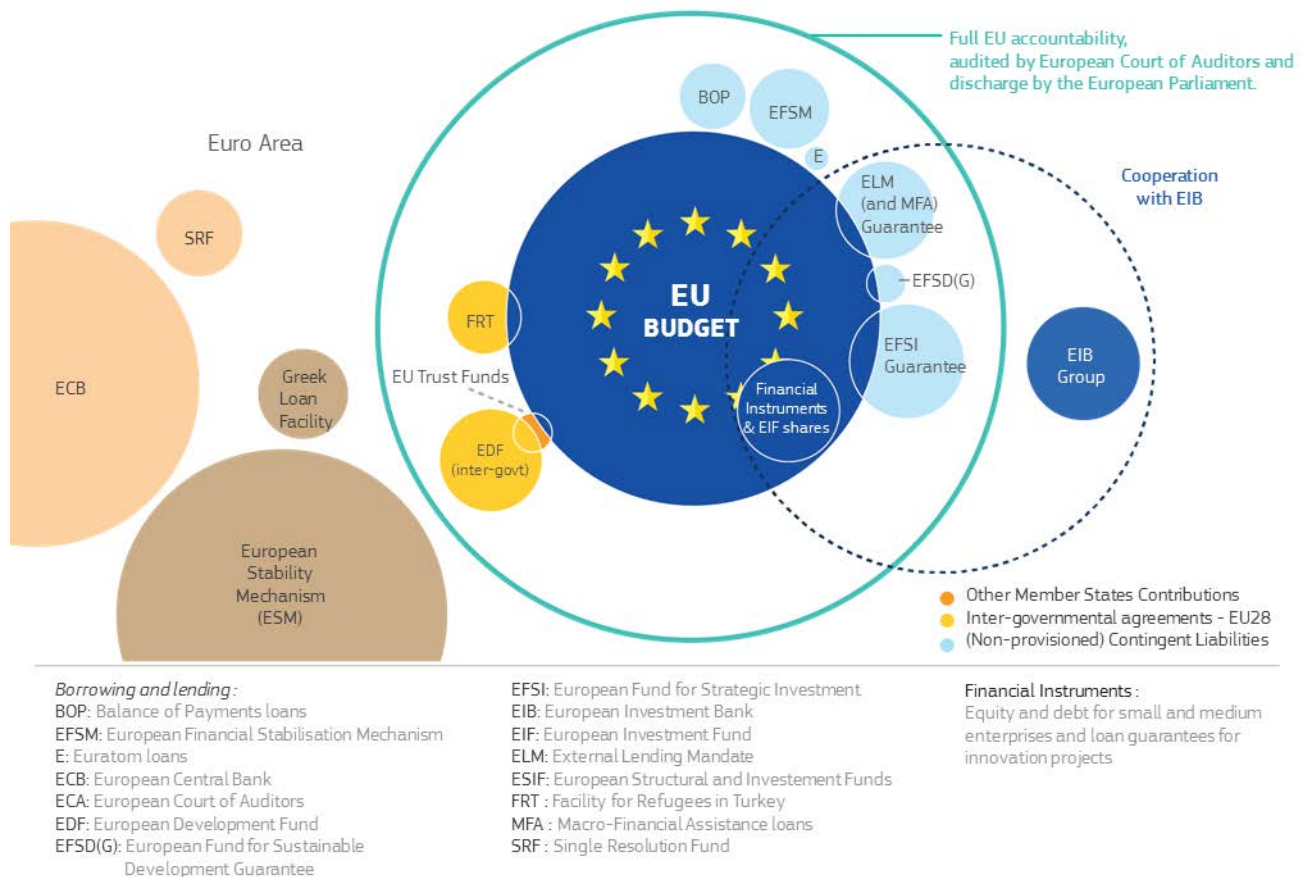 Full EU accountability,
audited by European Court of Auditors and
discharge by the European Parliament.
BOP
EFSM
E
Euro Area
Cooperation
with EIB
ELM
(and MFA)
Guarantee
SRF
EFSD(G)
EU
BUDGET
FRT
EFSI
Guarantee
EIB
Group
EU Trust Funds
ECB
Greek
Loan
Facility
Financial
Instruments
& EIF shares
EDF
(inter-govt)
European
Stability
Mechanism
(ESM)
Other Member States Contributions
Inter-governmental agreements - EU28
(Non-provisioned) Contingent Liabilities
Borrowing and lending :
BOP: Balance of Payments loans
EFSM: European Financial Stabilisation Mechanism
E: Euratom loans
ECB: European Central Bank
ECA: European Court of Auditors
EDF: European Development Fund
EFSD(G): European Fund for Sustainable
Development Guarantee
EFSI: European Fund for Strategic Investment
EIB: European Investment Bank
EIF: European Investment Fund
ELM: External Lending Mandate
ESIF: European Structural and Investement Funds
FRT : Facility for Refugees in Turkey
MFA : Macro-Financial Assistance loans
SRF : Single Resolution Fund
Financial Instruments :
Equity and debt for small and medium
enterprises and loan guarantees for
innovation projects